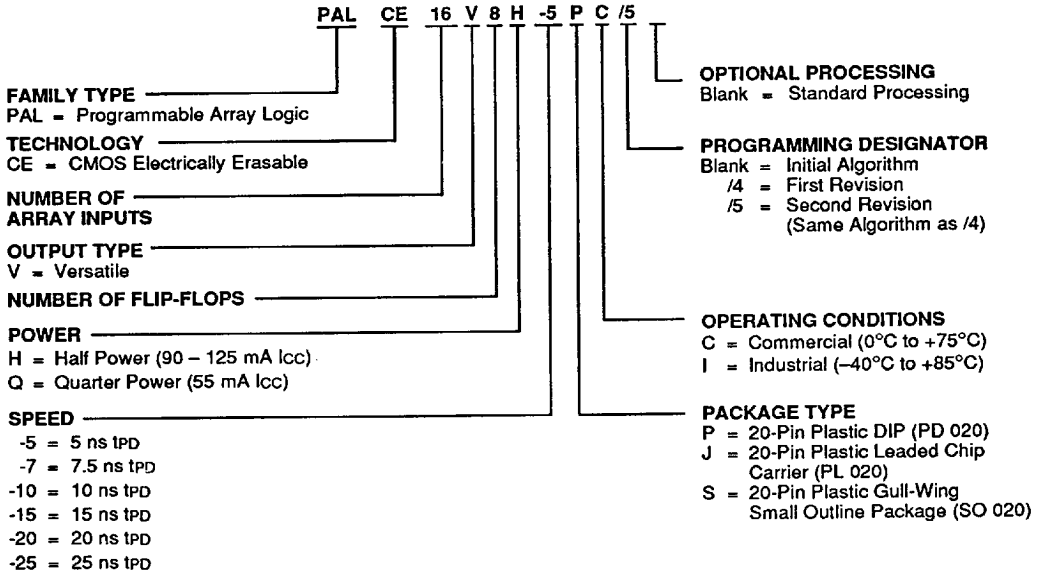 PAL CE 16 V 8 H -5 P C /5
FAMILY TYPE
PAL = Programmable Array Logic
TECHNOLOGY
CE = CMOS Electrically Erasable
NUMBER OF
ARRAY INPUTS
OUTPUT TYPE
V = Versatile
NUMBER OF FLIP-FLOPS
POWER
H = Half Power (90 – 125 mA Icc)
Q = Quarter Power (55 mA Icc)
SPEED
-5 = 5 ns tPD
-7 = 7.5 ns tPD
-10 = 10 ns tPD
-15 = 15 ns tPD
-20 = 20 ns tPD
-25 = 25 ns tPD
OPTIONAL PROCESSING
Blank = Standard Processing
PROGRAMMING DESIGNATOR
Blank = Initial Algorithm
/4 = First Revision
/5 = Second Revision
(Same Algorithm as /4)
OPERATING CONDITIONS
C = Commercial (0°C to +75°C)
I = Industrial (–40°C to +85°C)
PACKAGE TYPE
P = 20-Pin Plastic DIP (PD 020)
J = 20-Pin Plastic Leaded Chip
Carrier (PL 020)
S = 20-Pin Plastic Gull-Wing
Small Outline Package (SO 020)